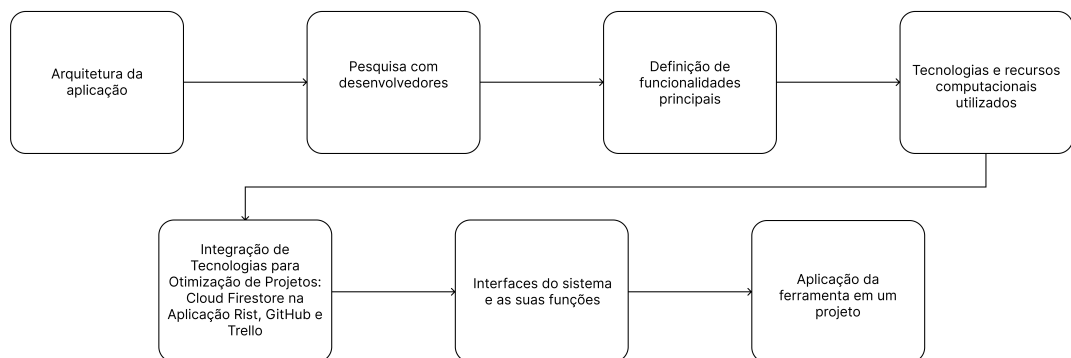 Arquitetura da
aplicação
Pesquisa com
desenvolvedores
Definição de
funcionalidades
principais
Tecnologias e recursos
computacionais
utilizados
Integração de
Tecnologias para
Otimização de Projetos:
Cloud Firestore na
Aplicação Rist, GitHub e
Trello
Interfaces do sistema
e as suas funções
Aplicação da
ferramenta em um
projeto